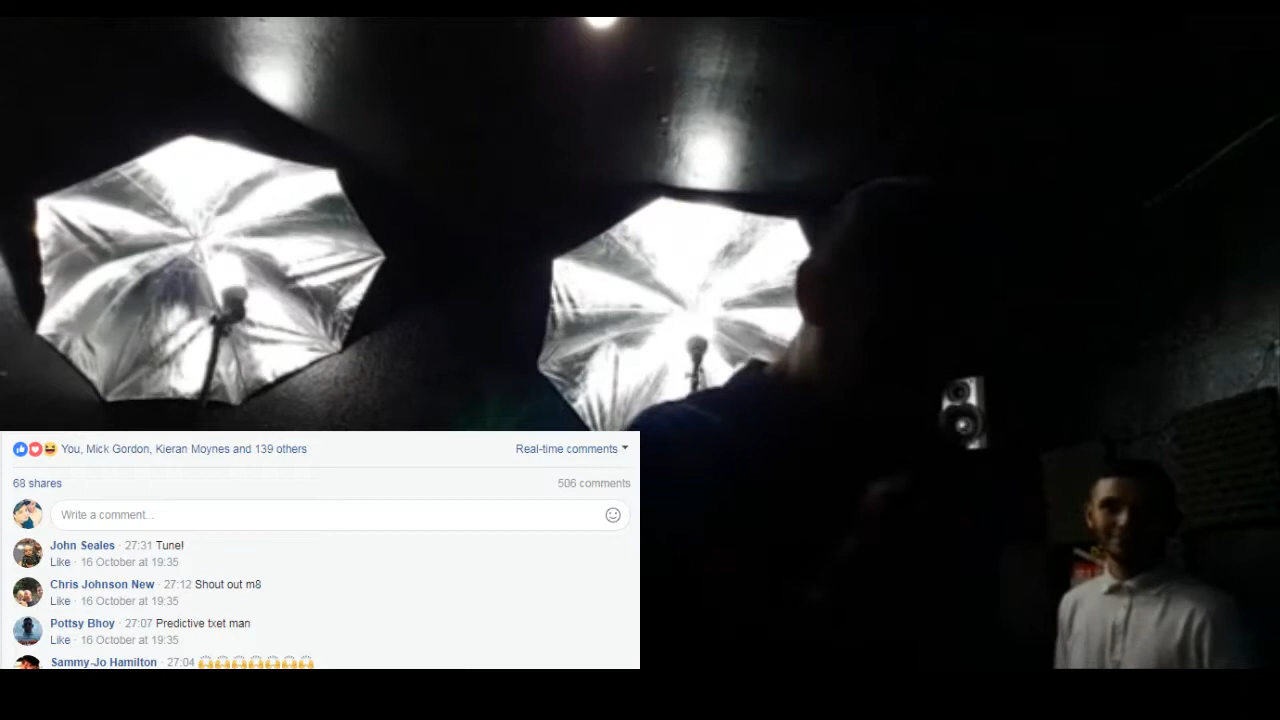 You, Mick Gordon, Kieran Moynes and 139 others Real-time comments
68 shares 506 comments
Write a comment...
John Seales · 27:31 Tune!
Like · 16 October at 19:35
Chris Johnson New · 27:12 Shout out m8
Like · 16 October at 19:35
Pottsy Bhoy · 27:07 Predictive txet man
Like · 16 October at 19:35
Sammy-Jo Hamilton · 27:04 🙌🙌🙌🙌🙌🙌🙌